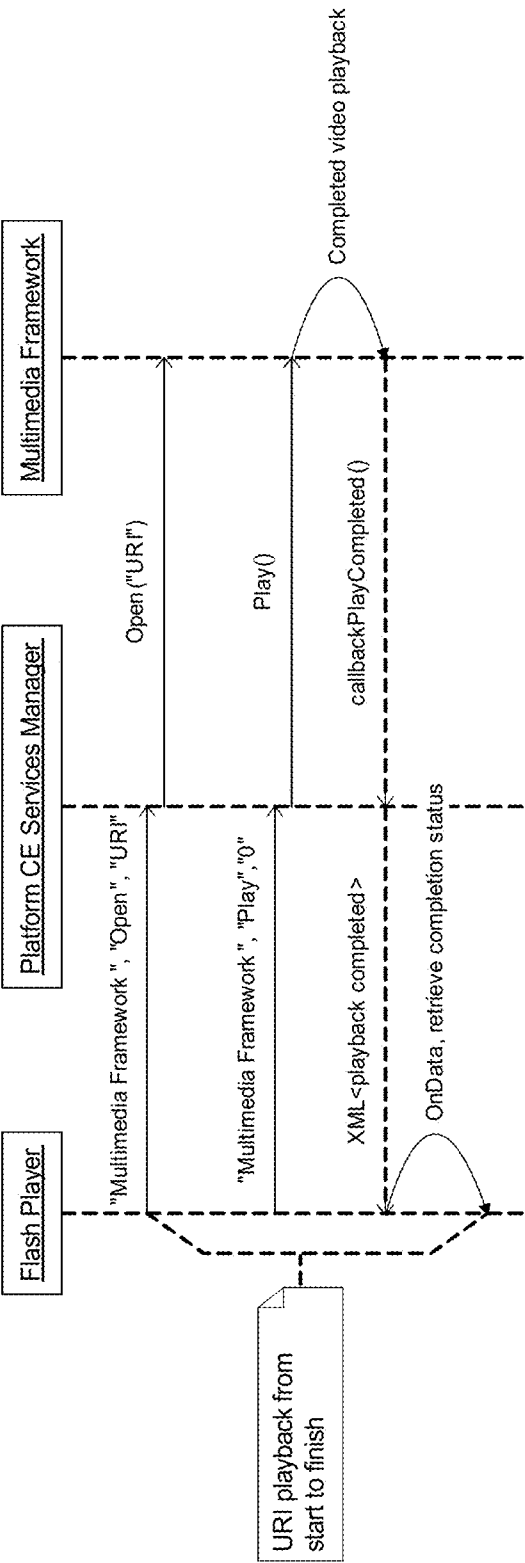 Flash Player
Platform CE Services Manager
Multimedia Framework
"Multimedia Framework ", "Open", "URI"
Open ("URI")
"Multimedia Framework ", "Play","0"
Play()
Completed video playback
XML<playback completed>
callbackPlayCompleted ()
OnData, retrieve completion status
URI playback from
start to finish